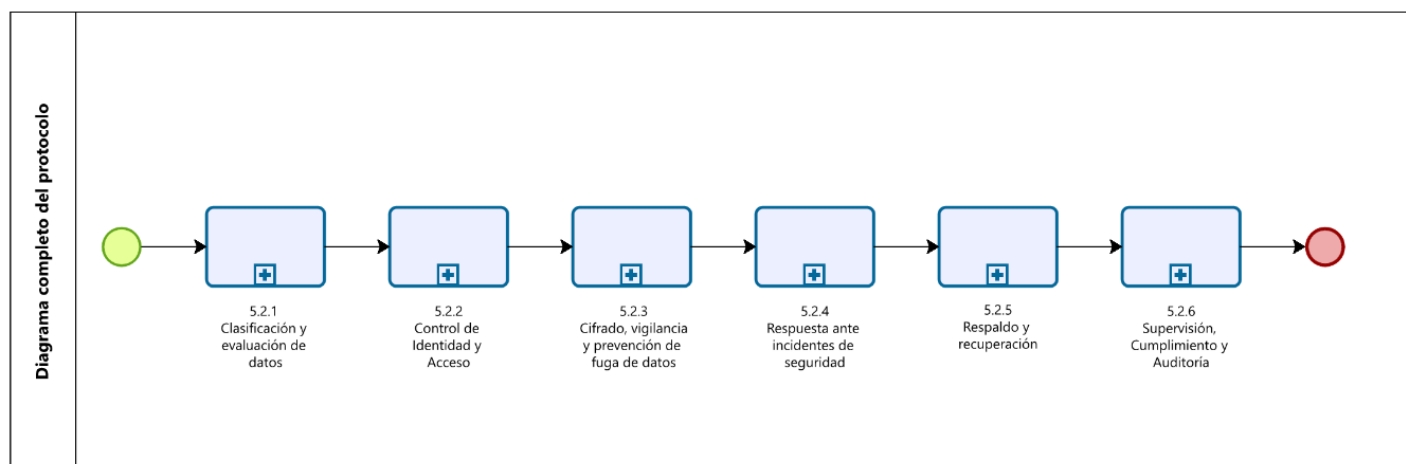 Diagrama completo del protocolo
5.2.1
Clasificación y
evaluación de
datos
5.2.2
Control de
Identidad y
Acceso
5.2.3
Cifrado, vigilancia
y prevención de
fuga de datos
5.2.4
Respuesta ante
incidentes de
seguridad
5.2.5
Respaldo y
recuperación
5.2.6
Supervisión,
Cumplimiento y
Auditoría